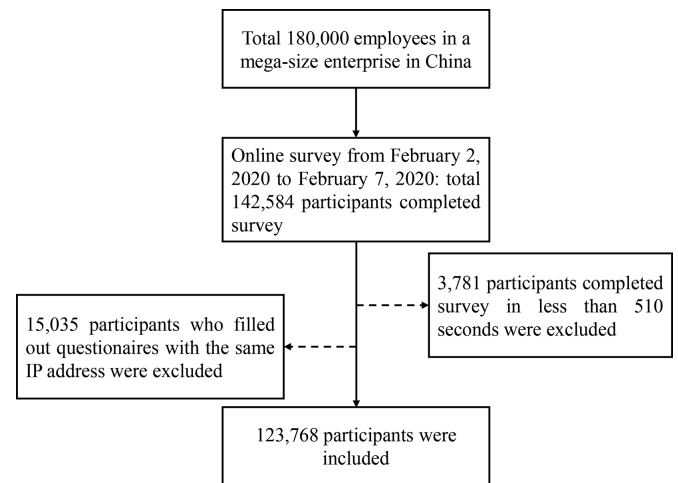 Total 180,000 employees in a
mega-size enterprise in China
Online survey from February 2,
2020 to February 7, 2020: total
142,584 participants completed
survey
3,781 participants completed
survey in less than 510
seconds were excluded
15,035 participants who filled
out questionaires with the same
IP address were excluded
123,768 participants were
included